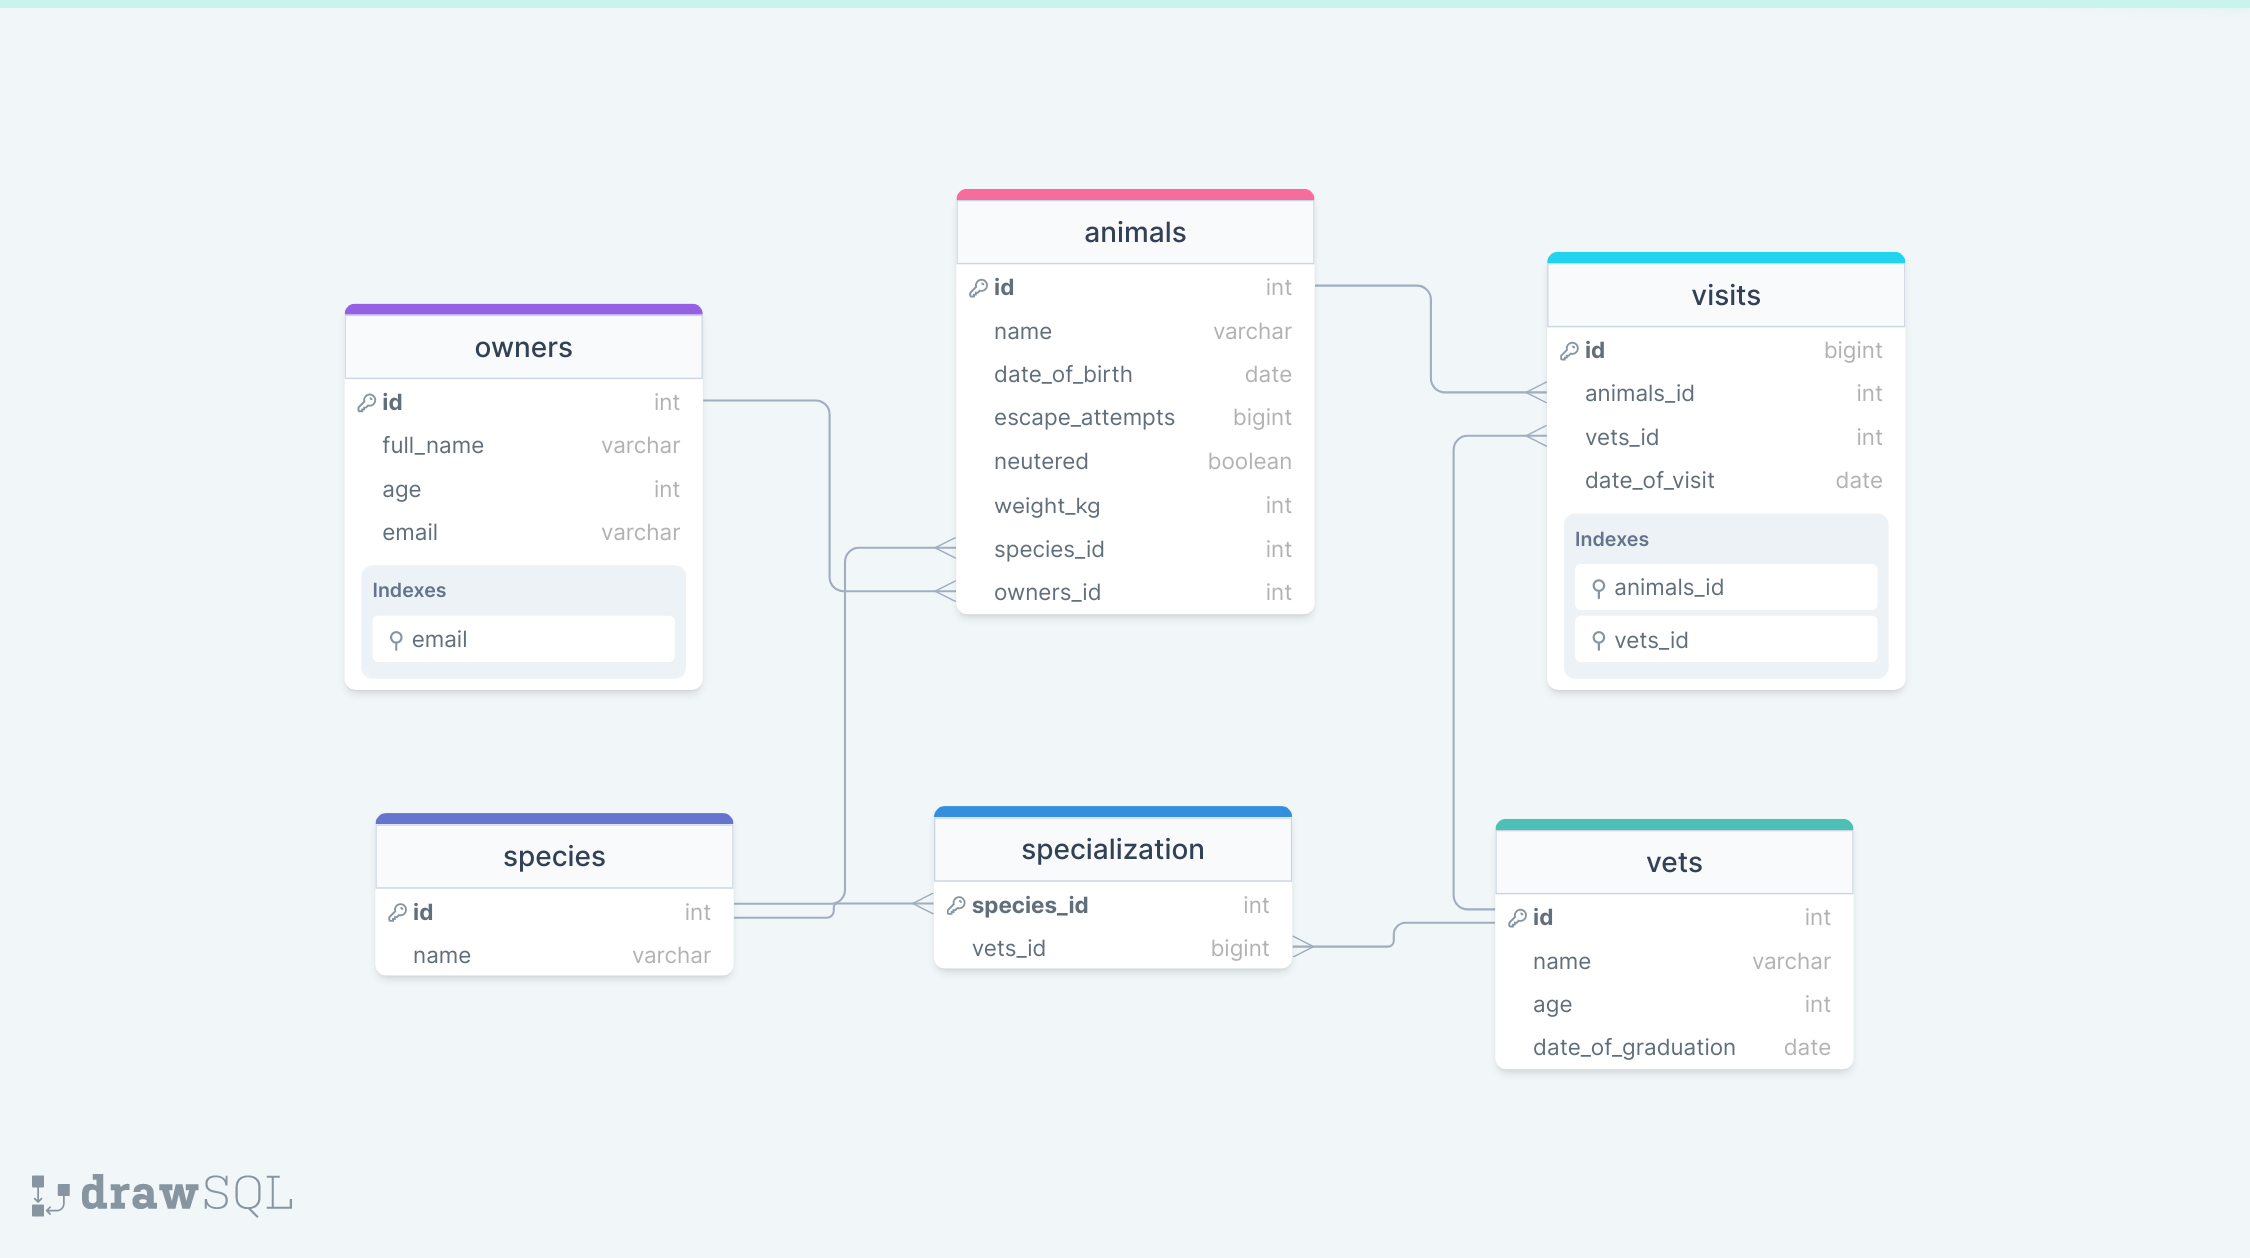 owners
id int
full_name varchar
age int
email varchar
Indexes
email
animals
id int
name varchar
date_of_birth date
escape_attempts bigint
neutered boolean
weight_kg int
species_id int
owners_id int
visits
id bigint
animals_id int
vets_id int
date_of_visit date
Indexes
animals_id
vets_id
species
id int
name varchar
specialization
species_id int
vets_id bigint
vets
id int
name varchar
age int
date_of_graduation date
drawSQL